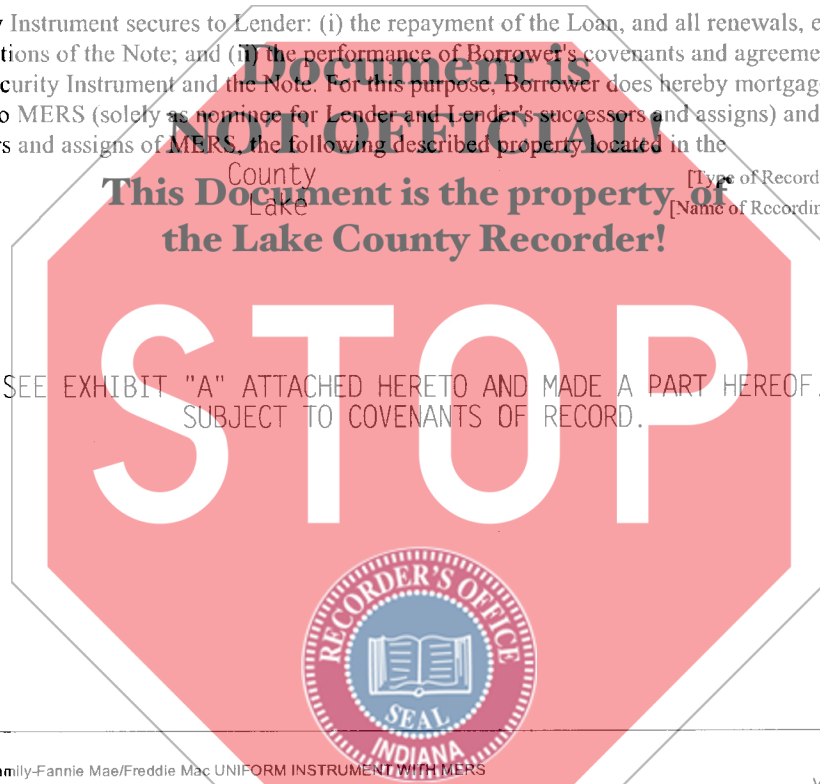 Instrument secures to Lender: (i) the repayment of the Loan, and all renewals,
tions of the Note; and (ii) the performance of Borrower's covenants and agreeme
curity Instrument and the Note. For this purpose, Borrower does hereby mortgag
o MERS (solely as nominee for Lender and Lender's successors and assigns) and
rs and assigns of MERS, the following described property located in the
County [Type of Record
Lake [Name of Recordin
Document is
NOT OFFICIAL!
This Document is the property of
the Lake County Recorder!
SEE EXHIBIT "A" ATTACHED HERETO AND MADE A PART HEREOF.
SUBJECT TO COVENANTS OF RECORD.
STOP
RECORDER'S OFFICE
SEAL
INDIANA
amily-Fannie Mae/Freddie Mac UNIFORM INSTRUMENT WITH MERS